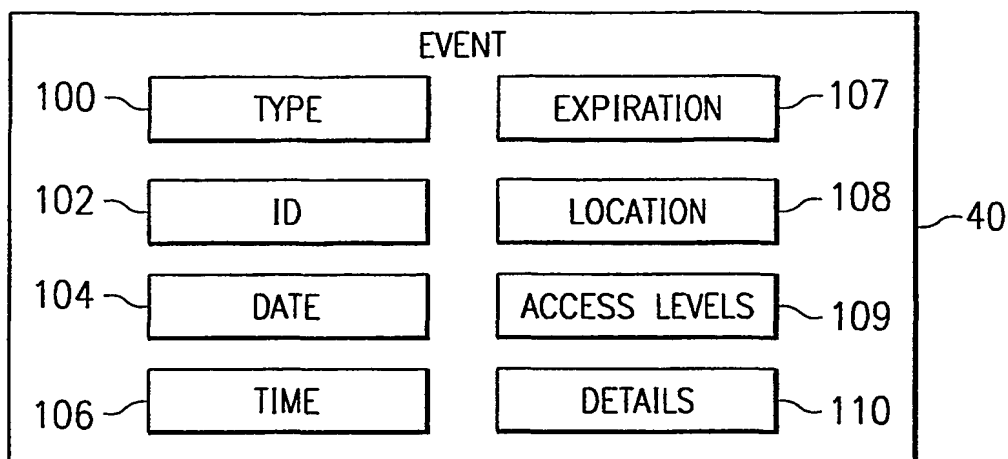 EVENT
100 TYPE EXPIRATION 107
102 ID LOCATION 108
40
104 DATE ACCESS LEVELS 109
106 TIME DETAILS 110